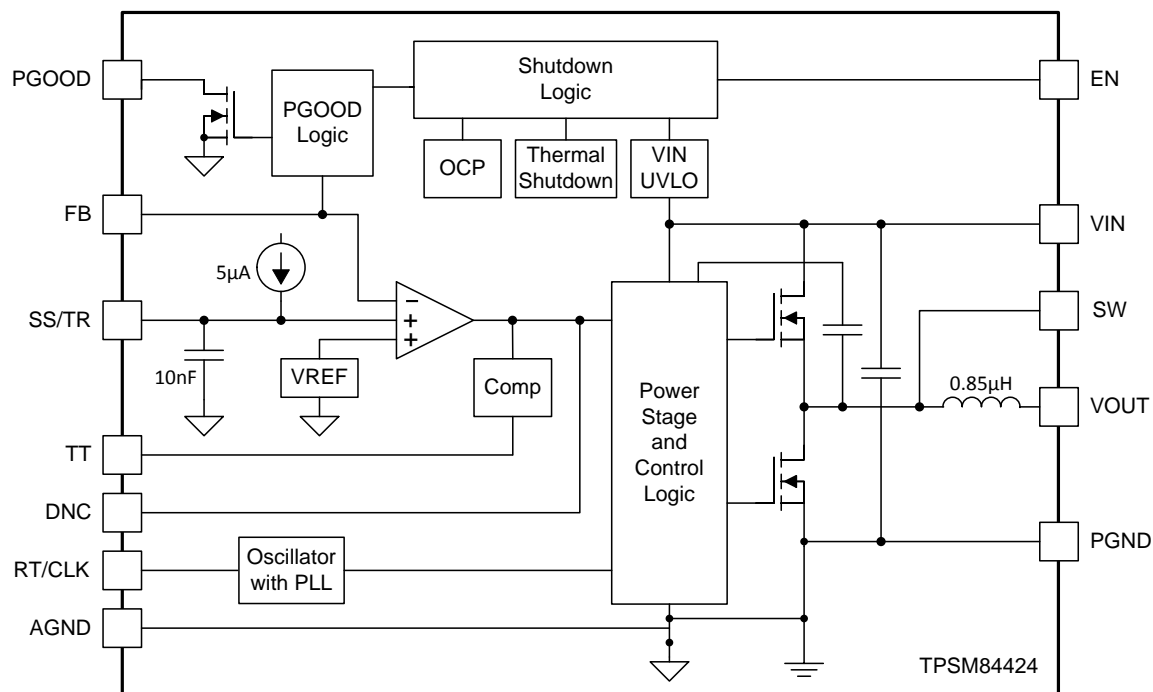 PGOOD
PGOOD
Logic
Shutdown
Logic
EN
OCP
Thermal
Shutdown
VIN
UVLO
FB
VIN
5µA
SS/TR
SW
10nF
−
+
+
VREF
Comp
Power
Stage
and
Control
Logic
0.85µH
VOUT
TT
DNC
RT/CLK
Oscillator
with PLL
PGND
AGND
TPSM84424